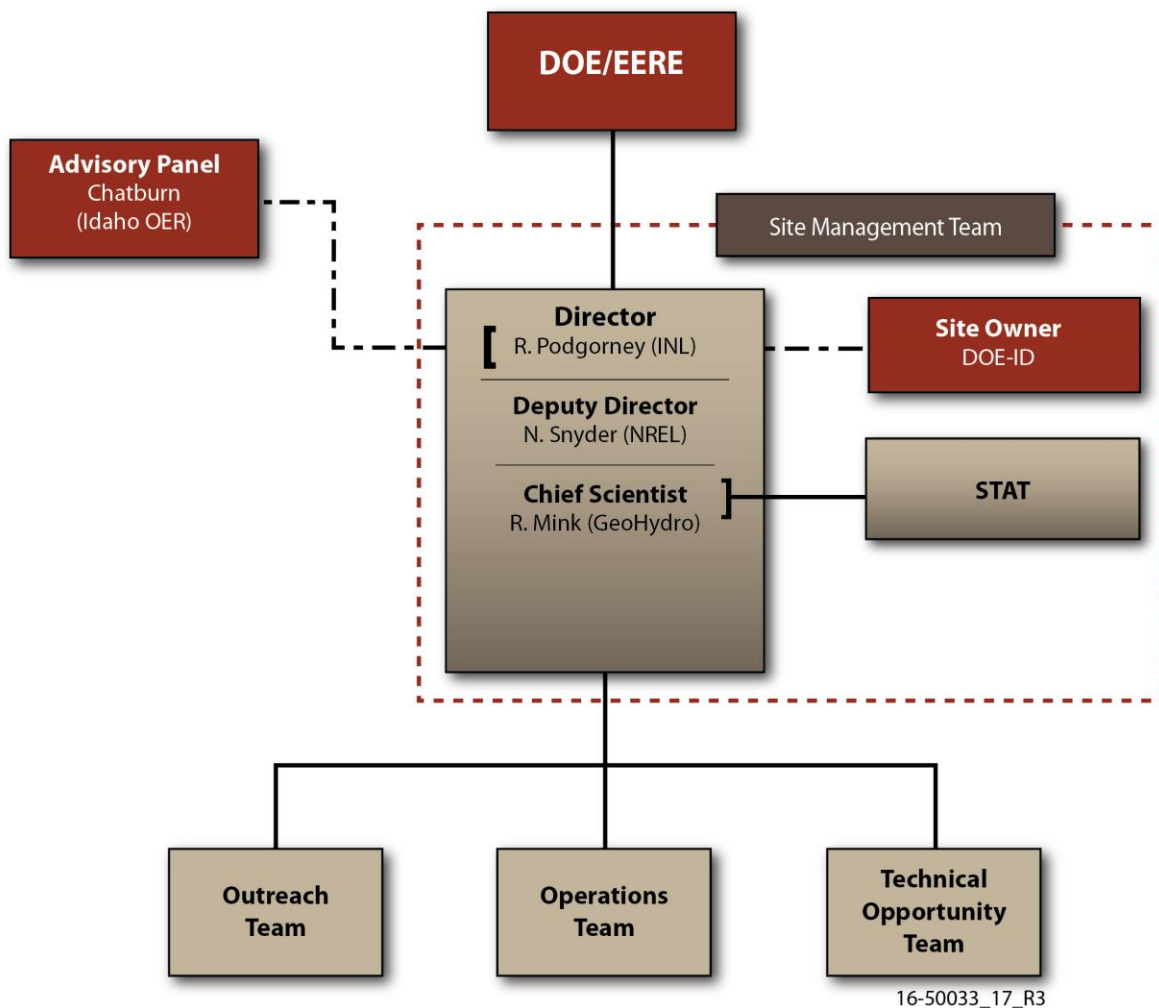 DOE/EERE
Advisory Panel
Chatburn
(Idaho OER)
Site Management Team
Director
[ R. Podgorney (INL)
Deputy Director
N. Snyder (NREL)
Chief Scientist ]
R. Mink (GeoHydro)
Site Owner
DOE-ID
STAT
Outreach
Team
Operations
Team
Technical
Opportunity
Team
16-50033_17_R3